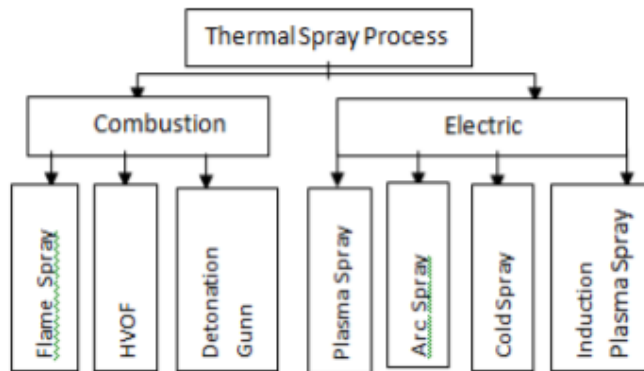 Thermal Spray Process
Combustion
Electric
Flame Spray
HVOF
Detonation
Gunn
Plasma Spray
Arc Spray
Cold Spray
Induction
Plasma Spray